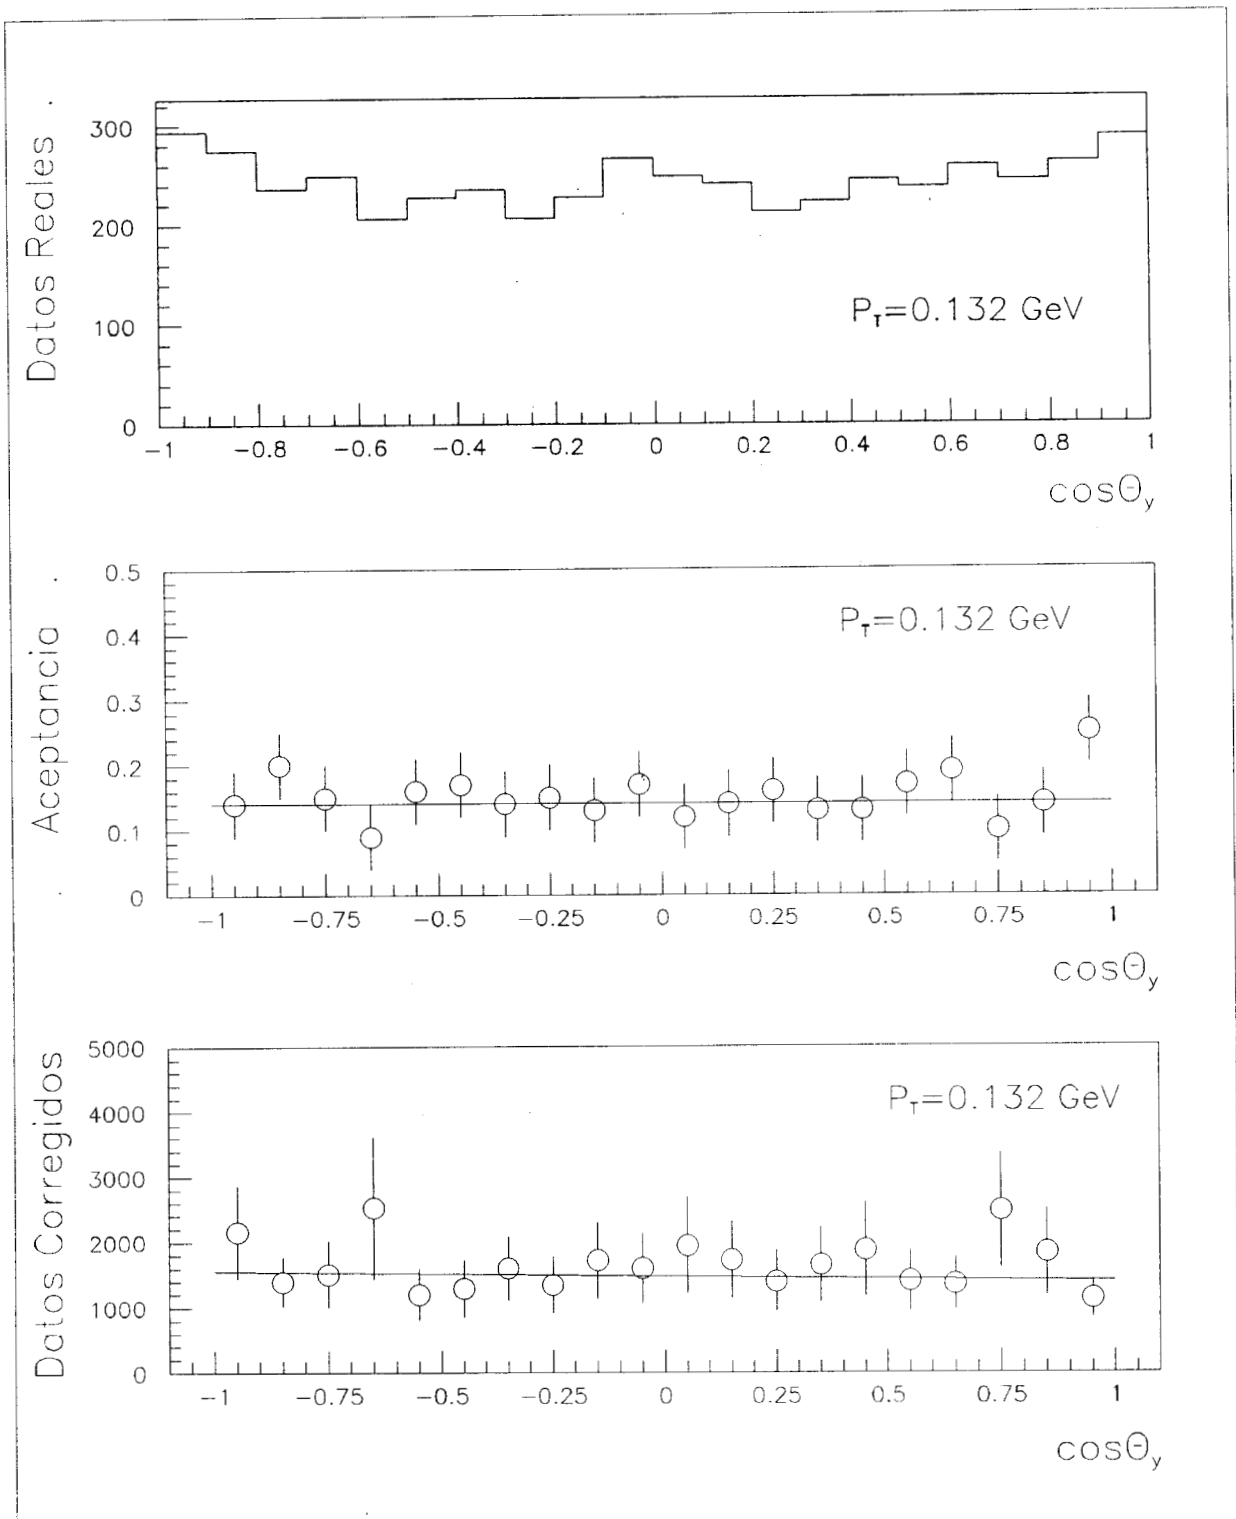 Datos Reales .
300
200
100
0
P_T=0.132 GeV
-1 -0.8 -0.6 -0.4 -0.2 0 0.2 0.4 0.6 0.8 1
cosΘ_y
. Aceptancia .
0.5
0.4
0.3
0.2
0.1
0
P_T=0.132 GeV
-1 -0.75 -0.5 -0.25 0 0.25 0.5 0.75 1
cosΘ_y
Datos Corregidos
5000
4000
3000
2000
1000
0
P_T=0.132 GeV
-1 -0.75 -0.5 -0.25 0 0.25 0.5 0.75 1
cosΘ_y